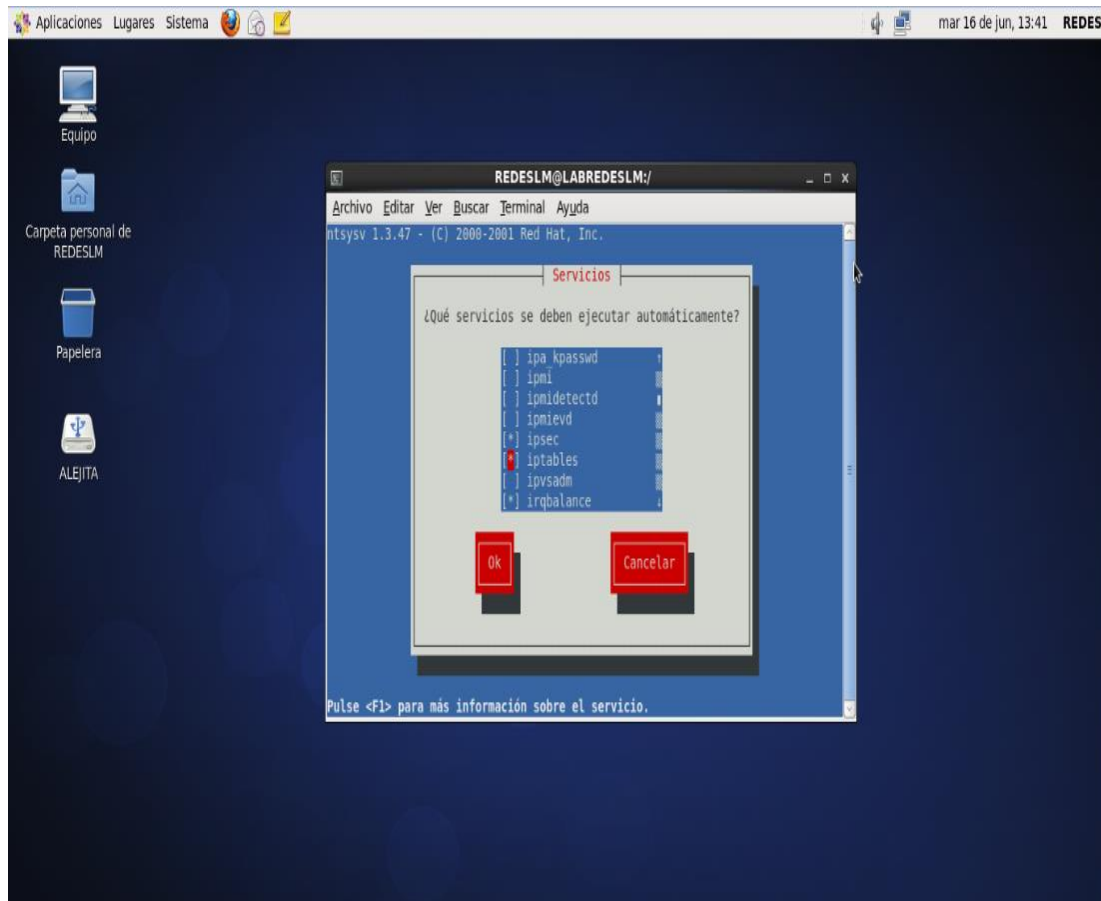 Aplicaciones Lugares Sistema mar 16 de jun, 13:41 REDES
Equipo
Carpeta personal de
REDESLM
Papelera
ALEJITA
REDESLM@LABREDESLM:/
Archivo Editar Ver Buscar Terminal Ayuda
ntsysv 1.3.47 - (C) 2000-2001 Red Hat, Inc.
Servicios
¿Qué servicios se deben ejecutar automáticamente?
[ ] ipa_kpasswd
[ ] ipmi
[ ] ipmidetectd
[ ] ipmievd
[*] ipsec
[*] iptables
[ ] ipvsadm
[*] irqbalance
Ok Cancelar
Pulse <F1> para más información sobre el servicio.